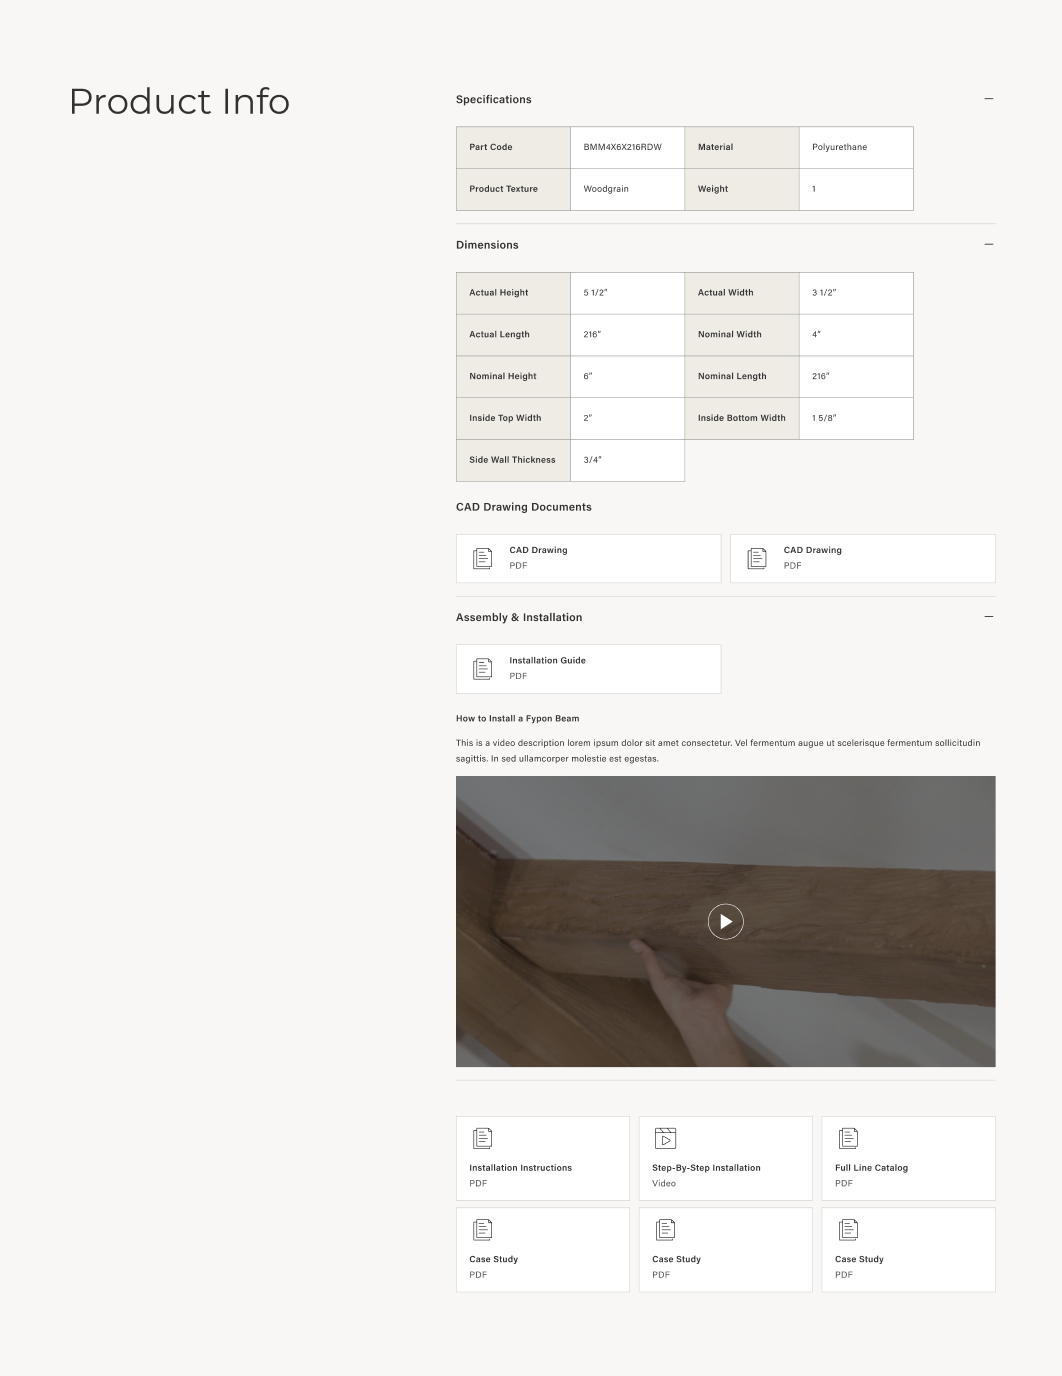 Product Info
Specifications
Part Code
BMM4X6X216RDW
Material
Polyurethane
Product Texture
Woodgrain
Weight
1
Dimensions
Actual Height
5 1/2"
Actual Width
3 1/2"
Actual Length
216"
Nominal Width
4"
Nominal Height
6"
Nominal Length
216"
Inside Top Width
2"
Inside Bottom Width
1 5/8"
Side Wall Thickness
3/4"
CAD Drawing Documents
CAD Drawing
PDF
CAD Drawing
PDF
Assembly & Installation
Installation Guide
PDF
How to Install a Fypon Beam
This is a video description lorem ipsum dolor sit amet consectetur. Vel fermentum augue ut scelerisque fermentum sollicitudin
sagittis. In sed ullamcorper molestie est egestas.
Installation Instructions
PDF
Step-By-Step Installation
Video
Full Line Catalog
PDF
Case Study
PDF
Case Study
PDF
Case Study
PDF